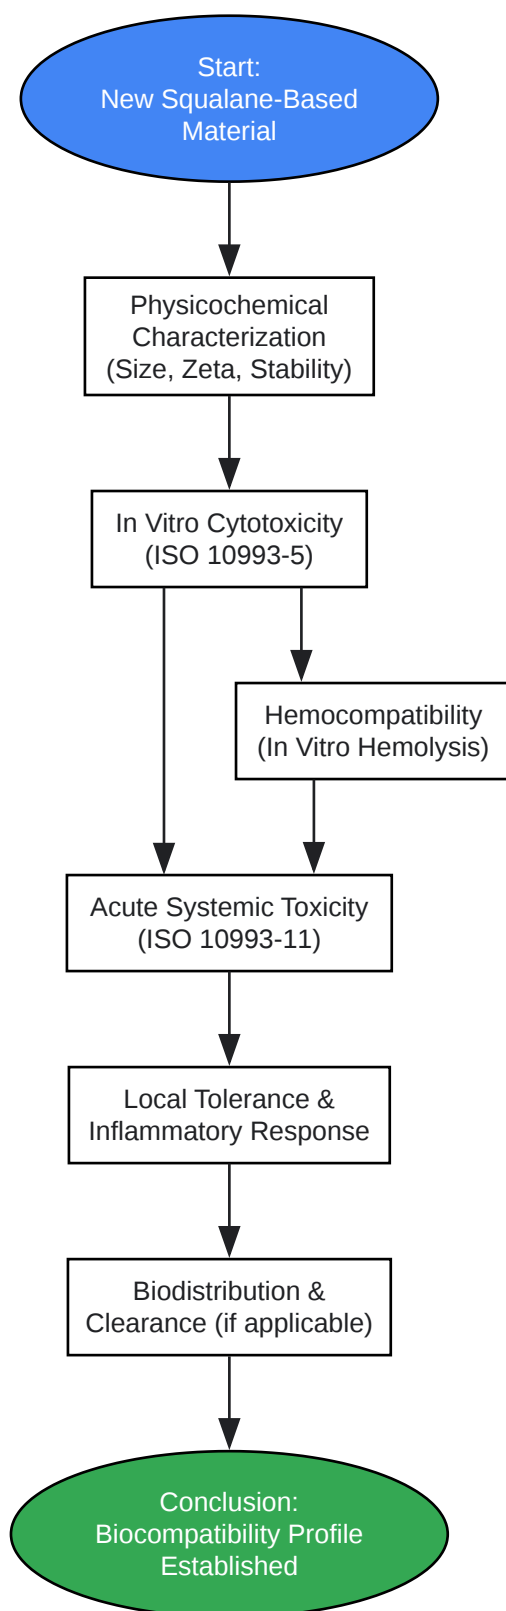 Start:
New Squalane-Based
Material
Physicochemical
Characterization
(Size, Zeta, Stability)
In Vitro Cytotoxicity
(ISO 10993-5)
Hemocompatibility
(In Vitro Hemolysis)
Acute Systemic Toxicity
(ISO 10993-11)
Local Tolerance &
Inflammatory Response
Biodistribution &
Clearance (if applicable)
Conclusion:
Biocompatibility Profile
Established